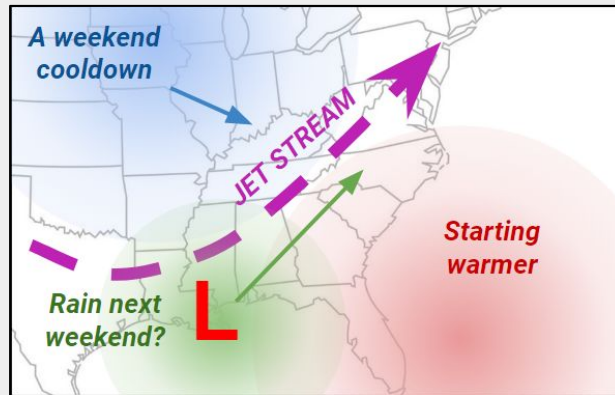 A weekend
cooldown
JET STREAM
Starting
warmer
Rain next
weekend?
L